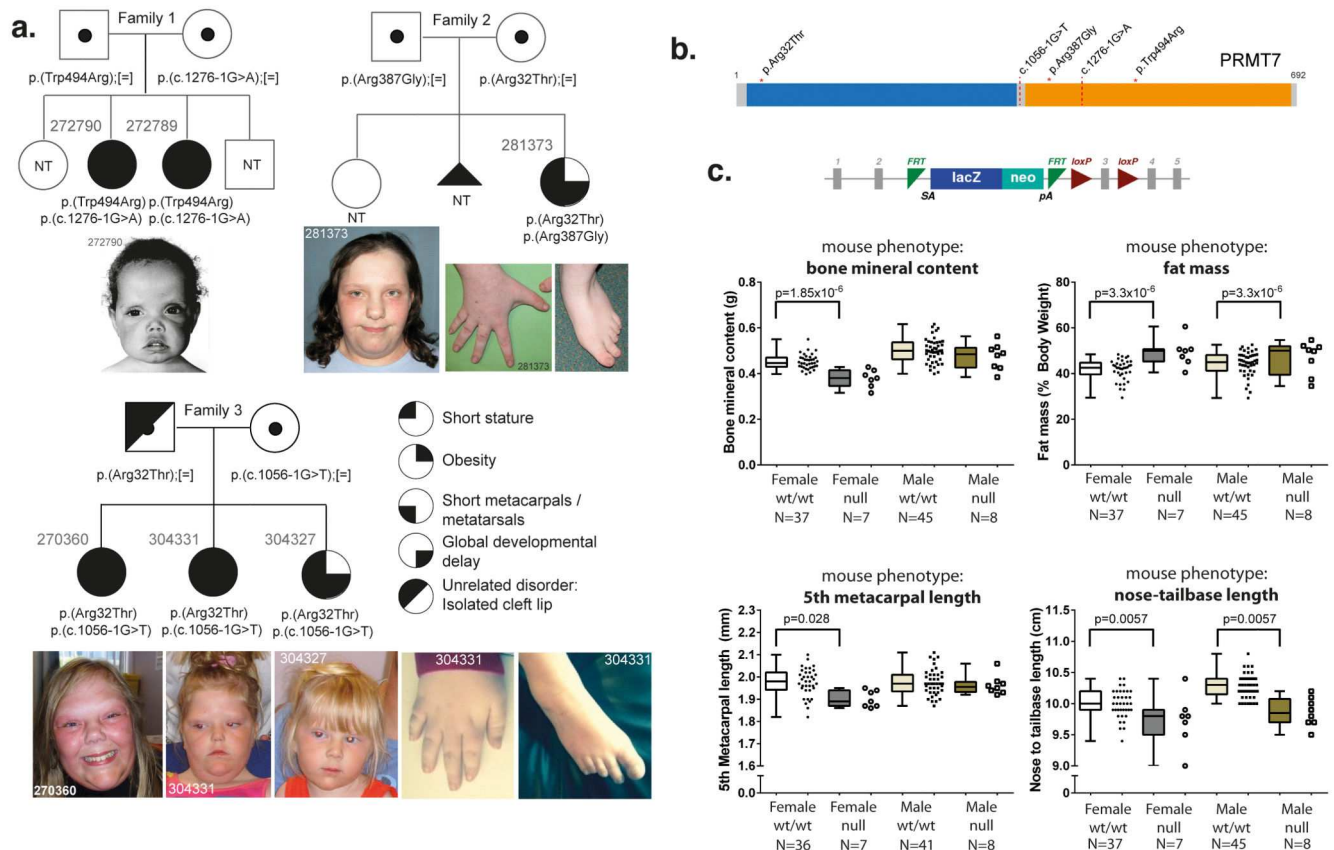 a.
Family 1
p.(Trp494Arg);[=]
p.(c.1276-1G>A);[=]
272790
272789
NT
NT
p.(Trp494Arg)
p.(c.1276-1G>A)
p.(Trp494Arg)
p.(c.1276-1G>A)
272790
Family 2
p.(Arg387Gly);[=]
p.(Arg32Thr);[=]
281373
NT
NT
p.(Arg32Thr)
p.(Arg387Gly)
281373
281373
Family 3
p.(Arg32Thr);[=]
p.(c.1056-1G>T);[=]
270360
304331
304327
p.(Arg32Thr)
p.(c.1056-1G>T)
p.(Arg32Thr)
p.(c.1056-1G>T)
p.(Arg32Thr)
p.(c.1056-1G>T)
Short stature
Obesity
Short metacarpals /
metatarsals
Global developmental
delay
Unrelated disorder:
Isolated cleft lip
270360
304331
304327
304331
304331
b.
p.Arg32Thr
c.1056-1G>T
p.Arg387Gly
c.1276-1G>A
p.Trp494Arg
PRMT7
1
692
c.
1
2
FRT
lacZ
neo
FRT
loxP
3
loxP
4
5
SA
pA
mouse phenotype:
bone mineral content
p=1.85x10-6
Bone mineral content (g)
0.8
0.6
0.4
0.2
0.0
Female
wt/wt
N=37
Female
null
N=7
Male
wt/wt
N=45
Male
null
N=8
mouse phenotype:
fat mass
p=3.3x10-6
p=3.3x10-6
Fat mass (% Body Weight)
80
60
40
20
0
Female
wt/wt
N=37
Female
null
N=7
Male
wt/wt
N=45
Male
null
N=8
mouse phenotype:
5th metacarpal length
p=0.028
5th Metacarpal length (mm)
2.3
2.2
2.1
2.0
1.9
1.8
1.7
1.6
1.5
0.0
Female
wt/wt
N=36
Female
null
N=7
Male
wt/wt
N=41
Male
null
N=8
mouse phenotype:
nose-tailbase length
p=0.0057
p=0.0057
Nose to tailbase length (cm)
11.5
11.0
10.5
10.0
9.5
9.0
0
Female
wt/wt
N=37
Female
null
N=7
Male
wt/wt
N=45
Male
null
N=8